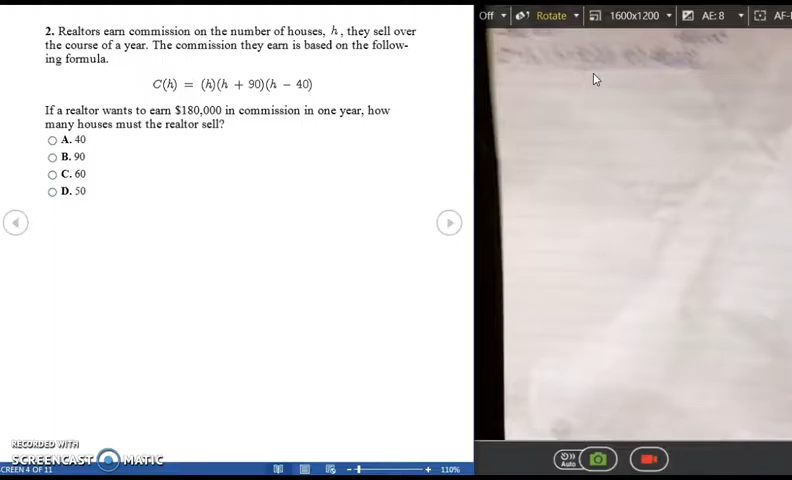 2. Realtors earn commission on the number of houses, h, they sell over
the course of a year. The commission they earn is based on the follow-
ing formula.
C(h) = (h)(h + 90)(h − 40)
If a realtor wants to earn $180,000 in commission in one year, how
many houses must the realtor sell?
A. 40
B. 90
C. 60
D. 50
RECORDED WITH
SCREENCAST MATIC
SCREEN 4 OF 11
110%
Off
Rotate
1600x1200
AE: 8
AF-
Auto